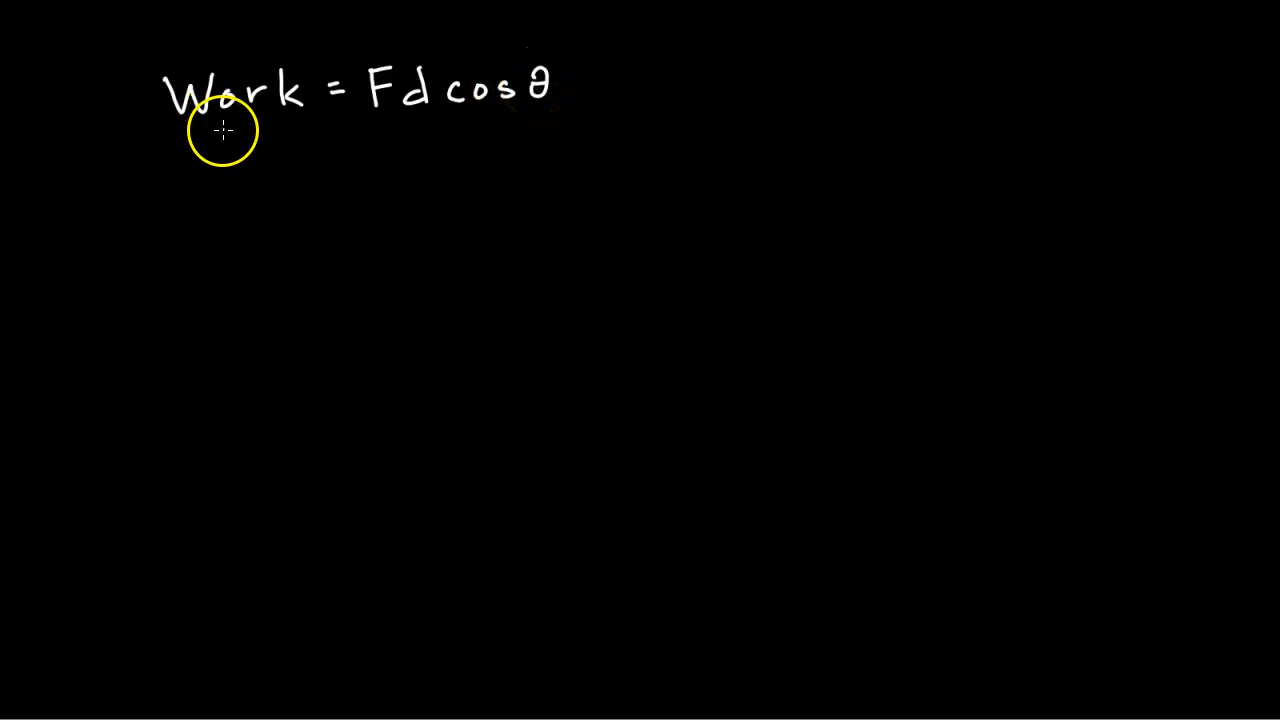 Work = Fd cos θ